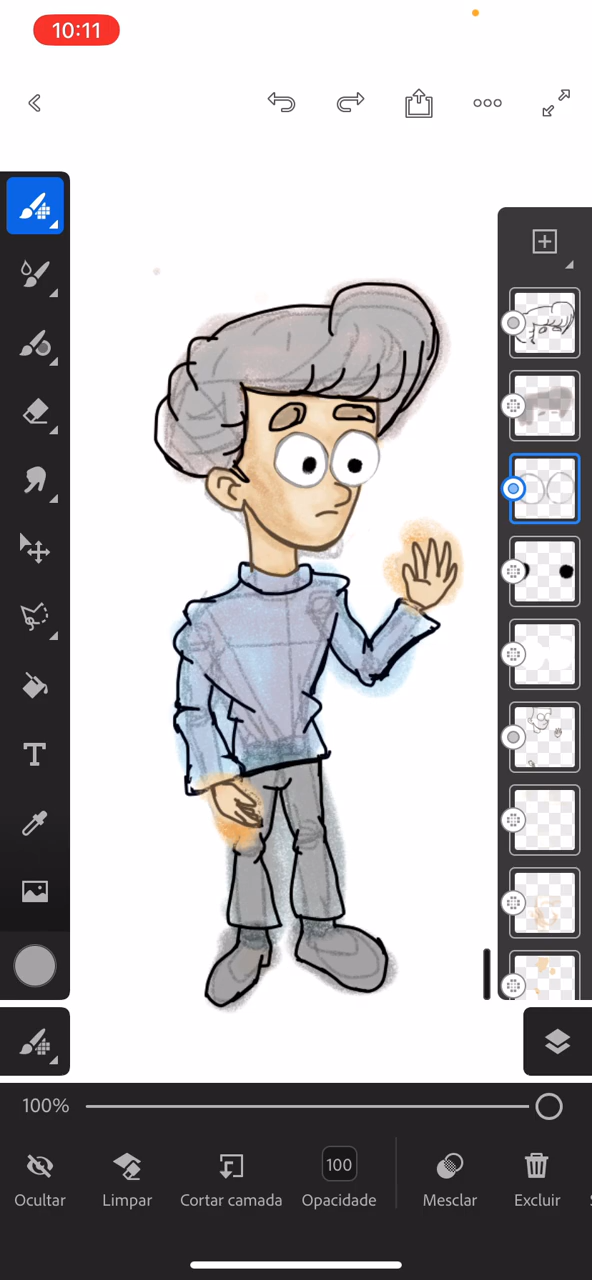 10:11
T
100%
100
Ocultar
Limpar
Cortar camada
Opacidade
Mesclar
Excluir